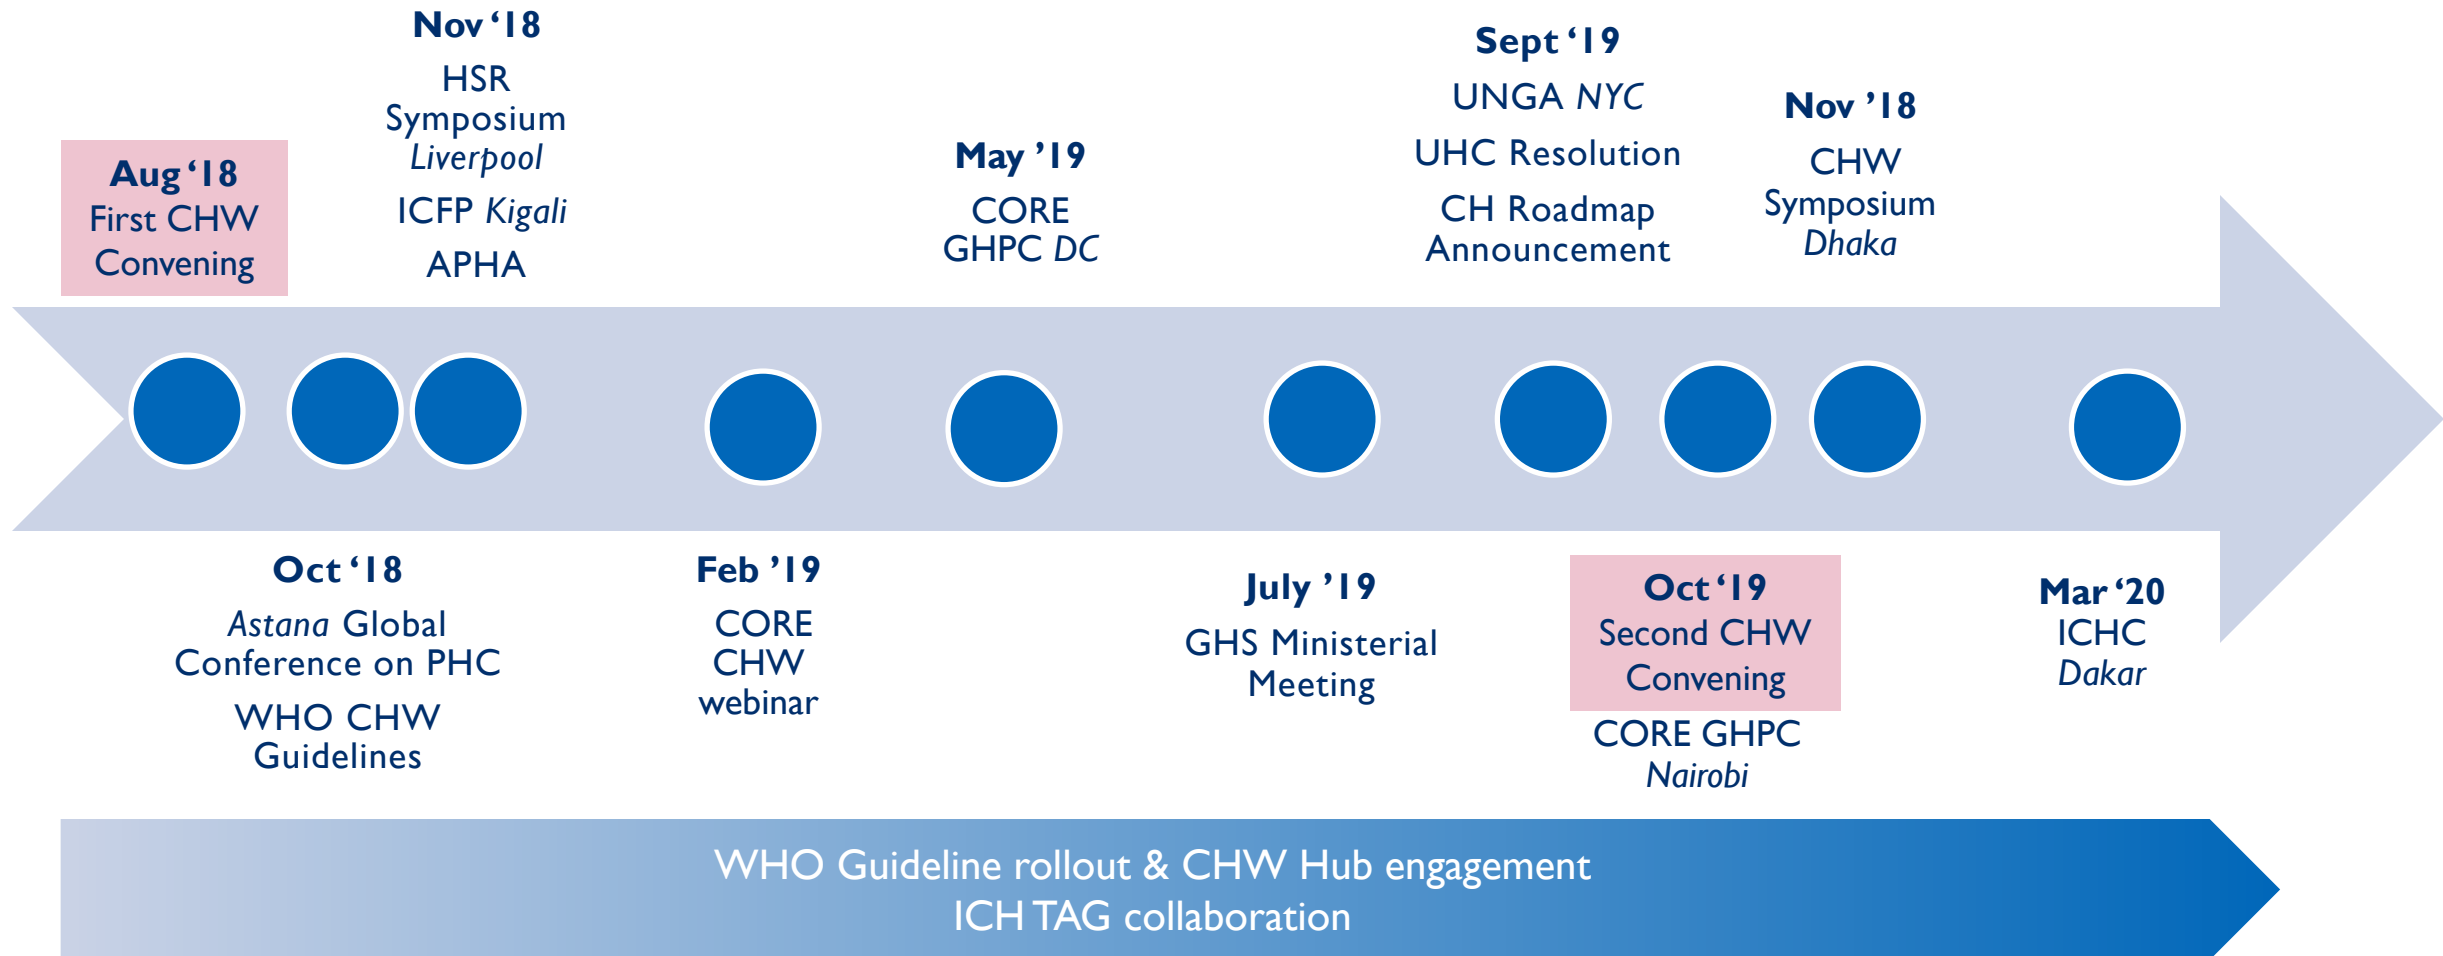 Aug ‘18
First CHW
Convening
Oct ‘18
Astana Global
Conference on PHC
WHO CHW
Guidelines
Nov ‘18
HSR
Symposium
Liverpool
ICFP Kigali
APHA
Feb ’19
CORE
CHW
webinar
May ’19
CORE
GHPC DC
July ’19
GHS Ministerial
Meeting
Sept ‘19
UNGA NYC
UHC Resolution
CH Roadmap
Announcement
Oct ‘19
Second CHW
Convening
CORE GHPC
Nairobi
Nov ’18
CHW
Symposium
Dhaka
Mar ‘20
ICHC
Dakar
WHO Guideline rollout & CHW Hub engagement
ICH TAG collaboration